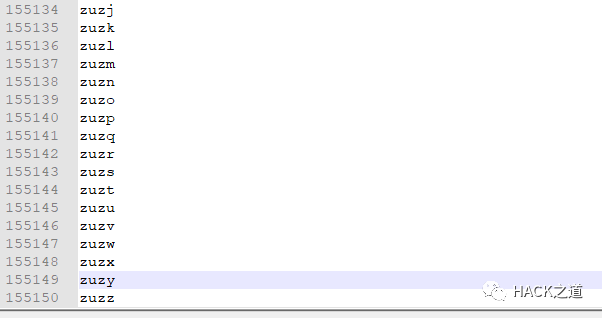 155134 zuzj
155135 zuzk
155136 zuzl
155137 zuzm
155138 zuzn
155139 zuzo
155140 zuzp
155141 zuzq
155142 zuzr
155143 zuzs
155144 zuzt
155145 zuzu
155146 zuzv
155147 zuzw
155148 zuzx
155149 zuzy
155150 zuzz
HACK之道